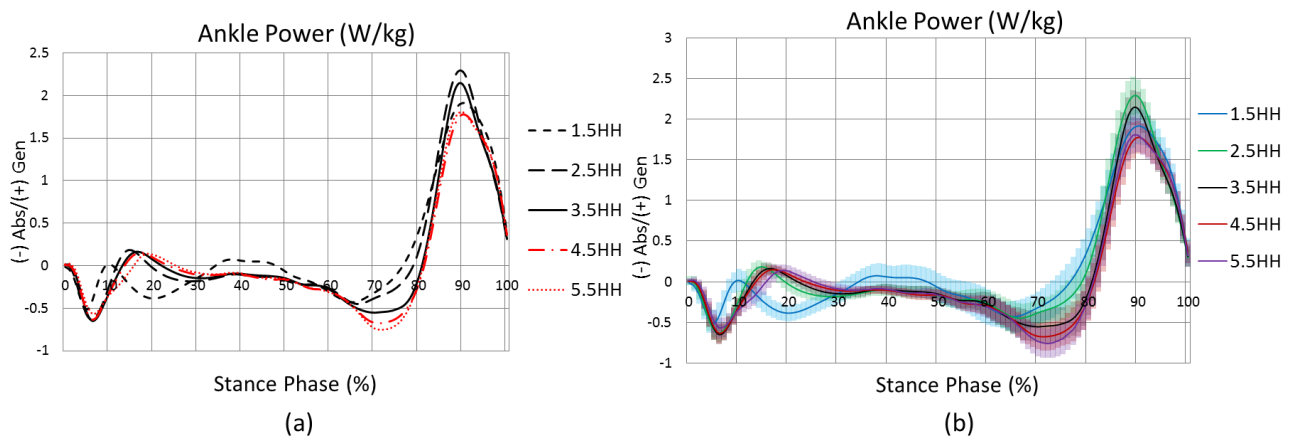 Ankle Power (W/kg)
2.5
2
1.5
1
0.5
0
-0.5
-1
0 10 20 30 40 50 60 70 80 90 100
(-) Abs/(+) Gen
Stance Phase (%)
1.5HH
2.5HH
3.5HH
4.5HH
5.5HH
(a)
Ankle Power (W/kg)
3
2.5
2
1.5
1
0.5
0
-0.5
-1
0 10 20 30 40 50 60 70 80 90 100
(-) Abs/(+) Gen
Stance Phase (%)
1.5HH
2.5HH
3.5HH
4.5HH
5.5HH
(b)